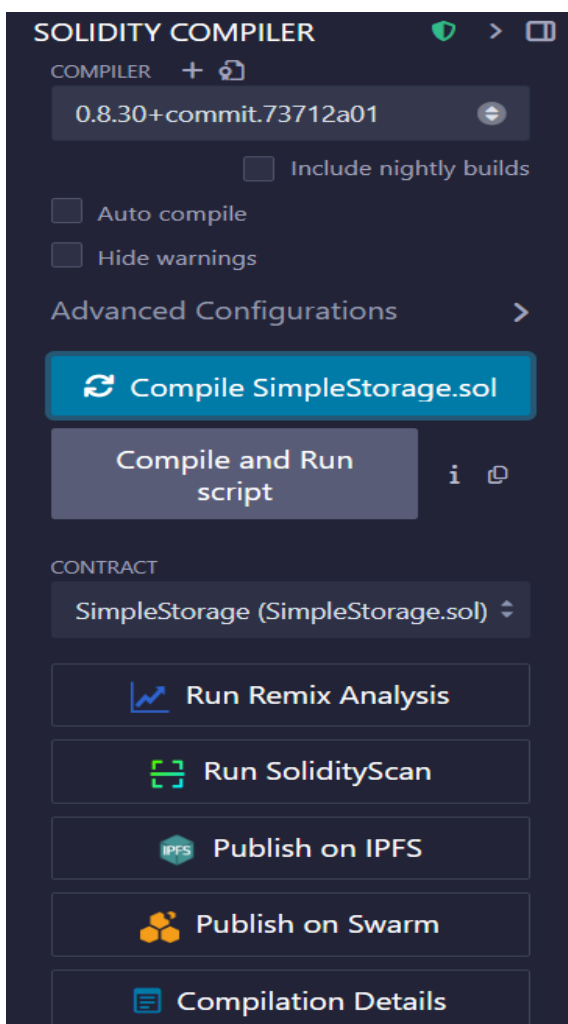 SOLIDITY COMPILER
COMPILER
0.8.30+commit.73712a01
Include nightly builds
Auto compile
Hide warnings
Advanced Configurations
Compile SimpleStorage.sol
Compile and Run
script
CONTRACT
SimpleStorage (SimpleStorage.sol)
Run Remix Analysis
Run SolidityScan
IPFS Publish on IPFS
Publish on Swarm
Compilation Details